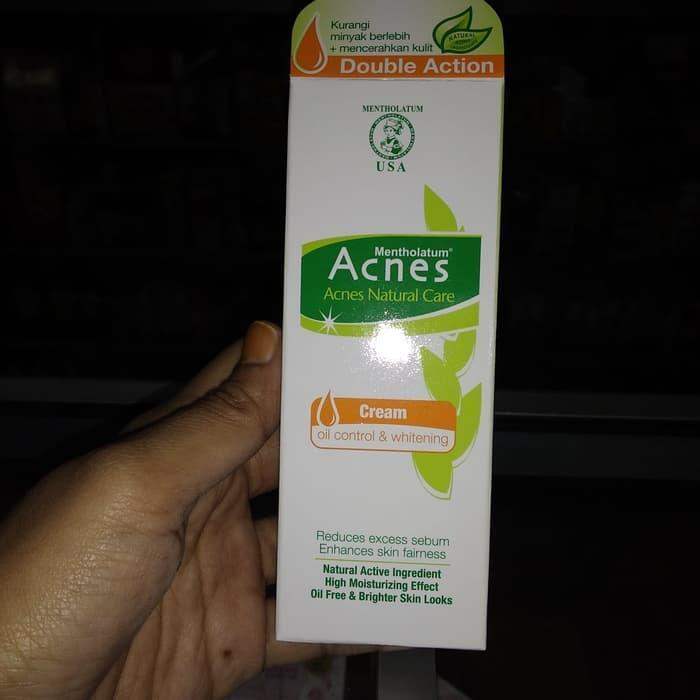 Kurangi
minyak berlebih
+ mencerahkan kulit
NATURAL
Double Action
MENTHOLATUM
USA
Mentholatum®
Acnes
Acnes Natural Care
Cream
oil control & whitening
Reduces excess sebum
Enhances skin fairness
Natural Active Ingredient
High Moisturizing Effect
Oil Free & Brighter Skin Looks